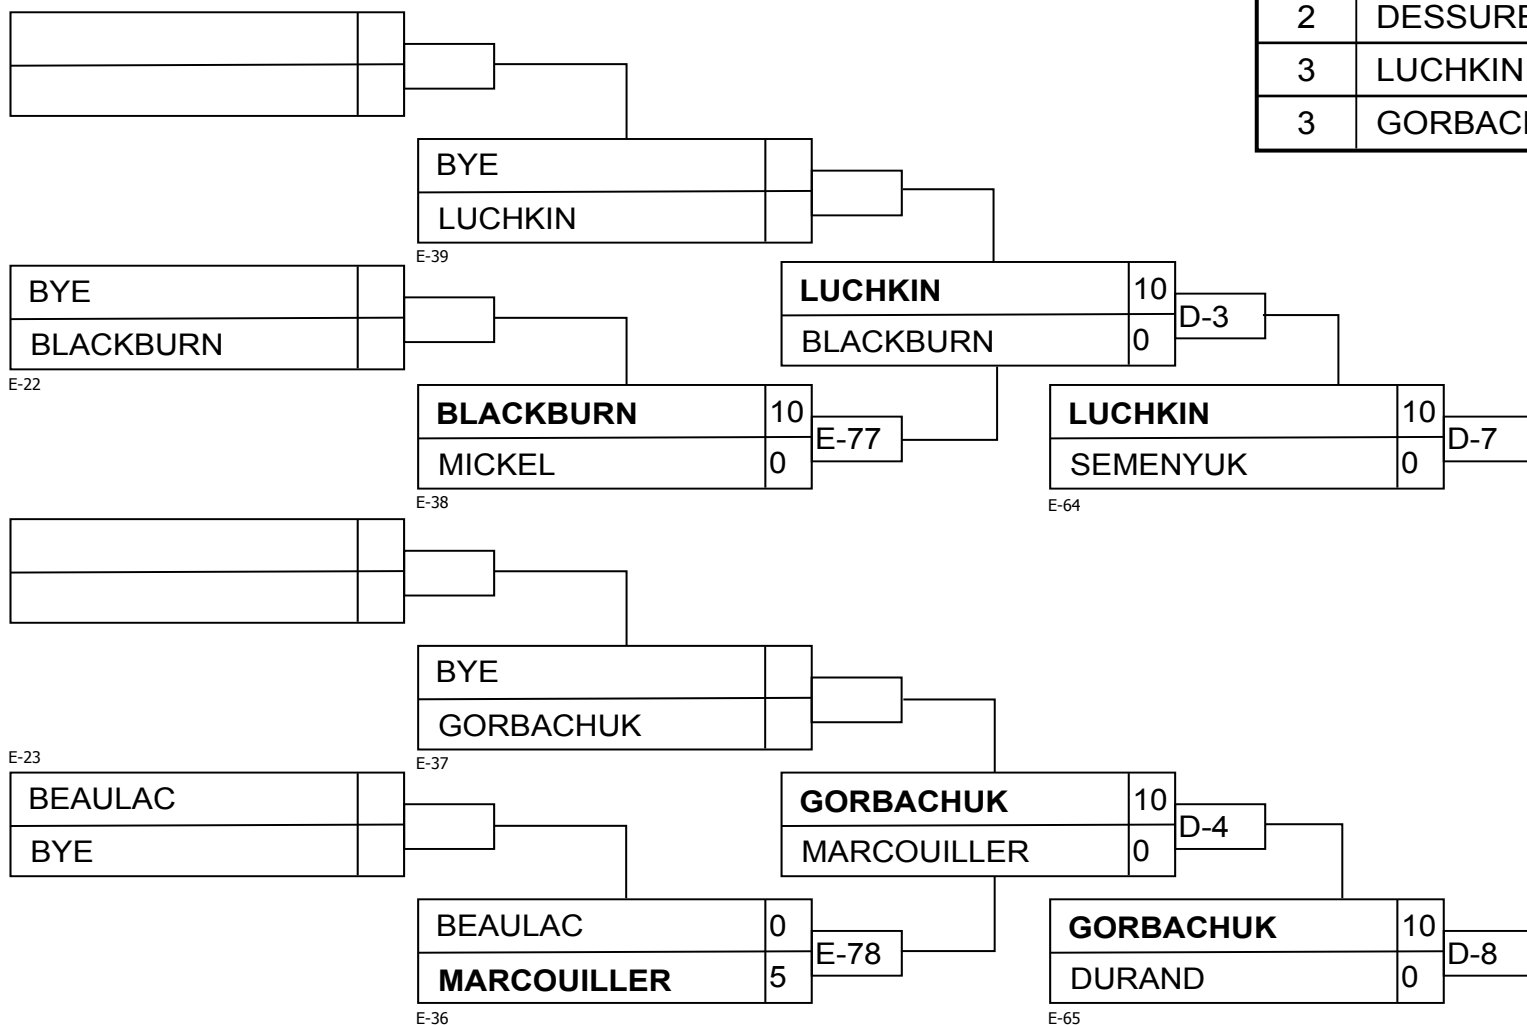 2
3 LUCHKIN
3
BYE
LUCHKIN
E-39
BYE
BLACKBURN
E-22
LUCHKIN 10
BLACKBURN 0
D-3
BLACKBURN 10
MICKEL 0
E-77
E-38
LUCHKIN 10
SEMENYUK 0
D-7
E-64
BYE
GORBACHUK
E-37
E-23
BEAULAC
BYE
GORBACHUK 10
MARCOUILLER 0
D-4
BEAULAC 0
MARCOUILLER 5
E-78
E-36
GORBACHUK 10
DURAND 0
D-8
E-65